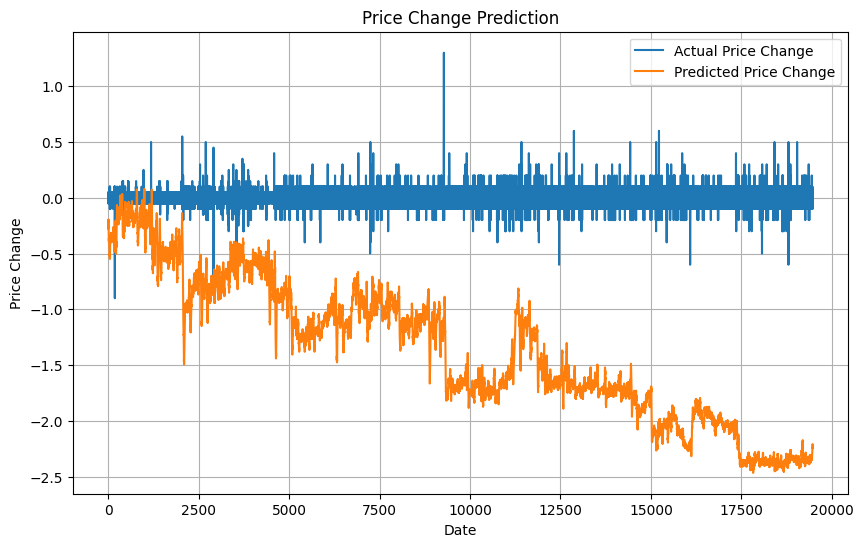 Price Change Prediction
Actual Price Change
Predicted Price Change
Price Change
1.0
0.5
0.0
−0.5
−1.0
−1.5
−2.0
−2.5
0 2500 5000 7500 10000 12500 15000 17500 20000
Date